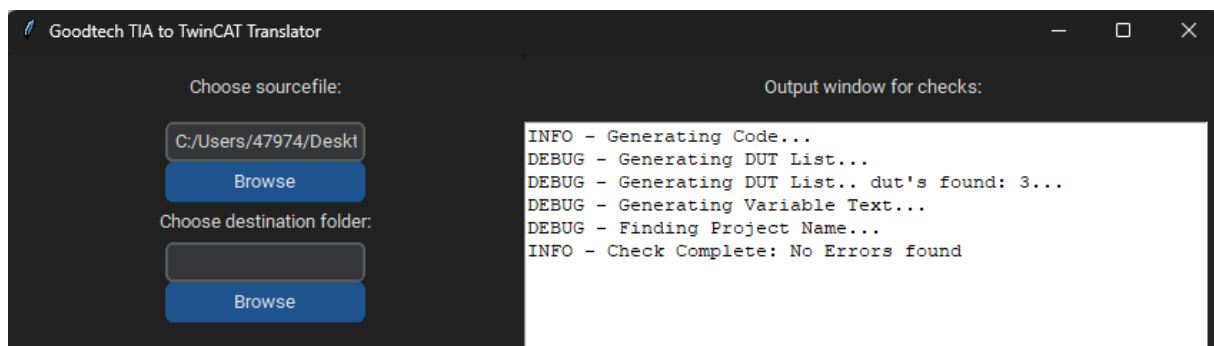 Goodtech TIA to TwinCAT Translator
Choose sourcefile:
C:/Users/47974/Deskt
Browse
Choose destination folder:
Browse
Output window for checks:
INFO - Generating Code...
DEBUG - Generating DUT List...
DEBUG - Generating DUT List.. dut's found: 3...
DEBUG - Generating Variable Text...
DEBUG - Finding Project Name...
INFO - Check Complete: No Errors found